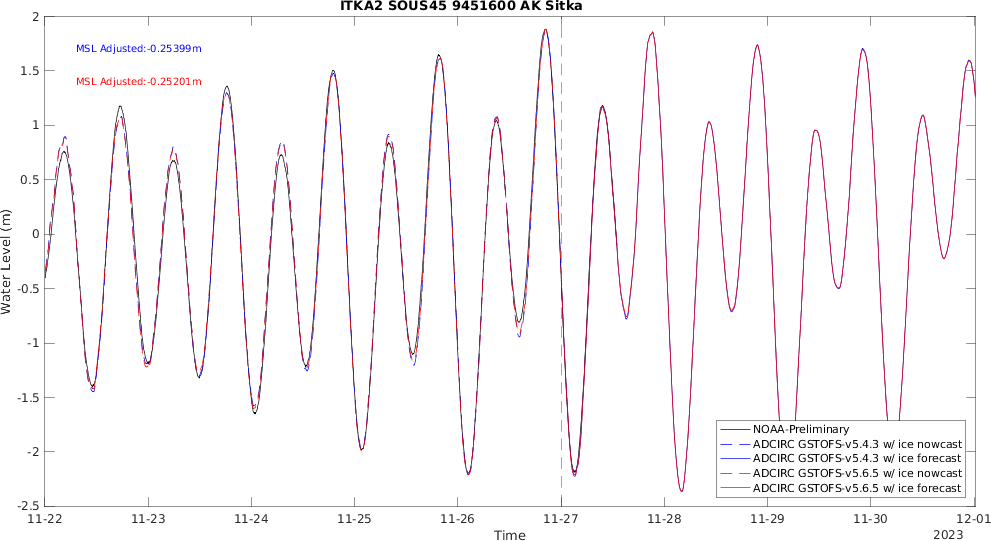 ITKA2 SOUS45 9451600 AK Sitka
MSL Adjusted:-0.25399m
MSL Adjusted:-0.25201m
2
1.5
1
0.5
0
-0.5
-1
-1.5
-2
-2.5
Water Level (m)
NOAA-Preliminary
ADCIRC GSTOFS-v5.4.3 w/ ice nowcast
ADCIRC GSTOFS-v5.4.3 w/ ice forecast
ADCIRC GSTOFS-v5.6.5 w/ ice nowcast
ADCIRC GSTOFS-v5.6.5 w/ ice forecast
11-22 11-23 11-24 11-25 11-26 11-27 11-28 11-29 11-30 12-01
Time
2023